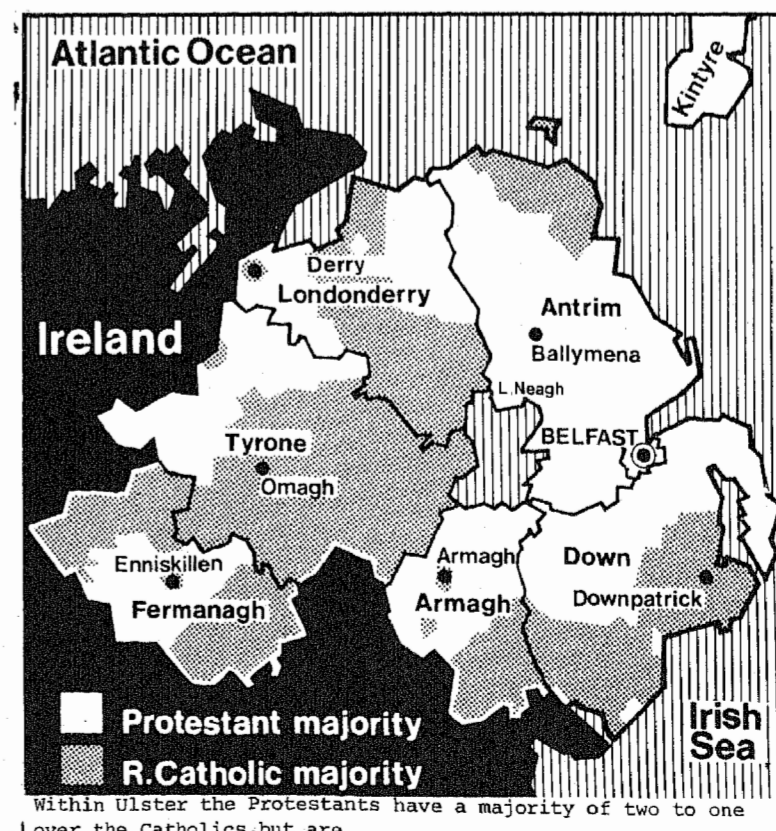 Atlantic Ocean
Kintyre
Derry
Londonderry
Antrim
Ireland
Ballymena
L.Neagh
BELFAST
Tyrone
Omagh
Enniskillen
Fermanagh
Armagh
Armagh
Down
Downpatrick
Protestant majority
R.Catholic majority
Irish
Sea
Within Ulster the Protestants have a majority of two to one
over the Catholics but are